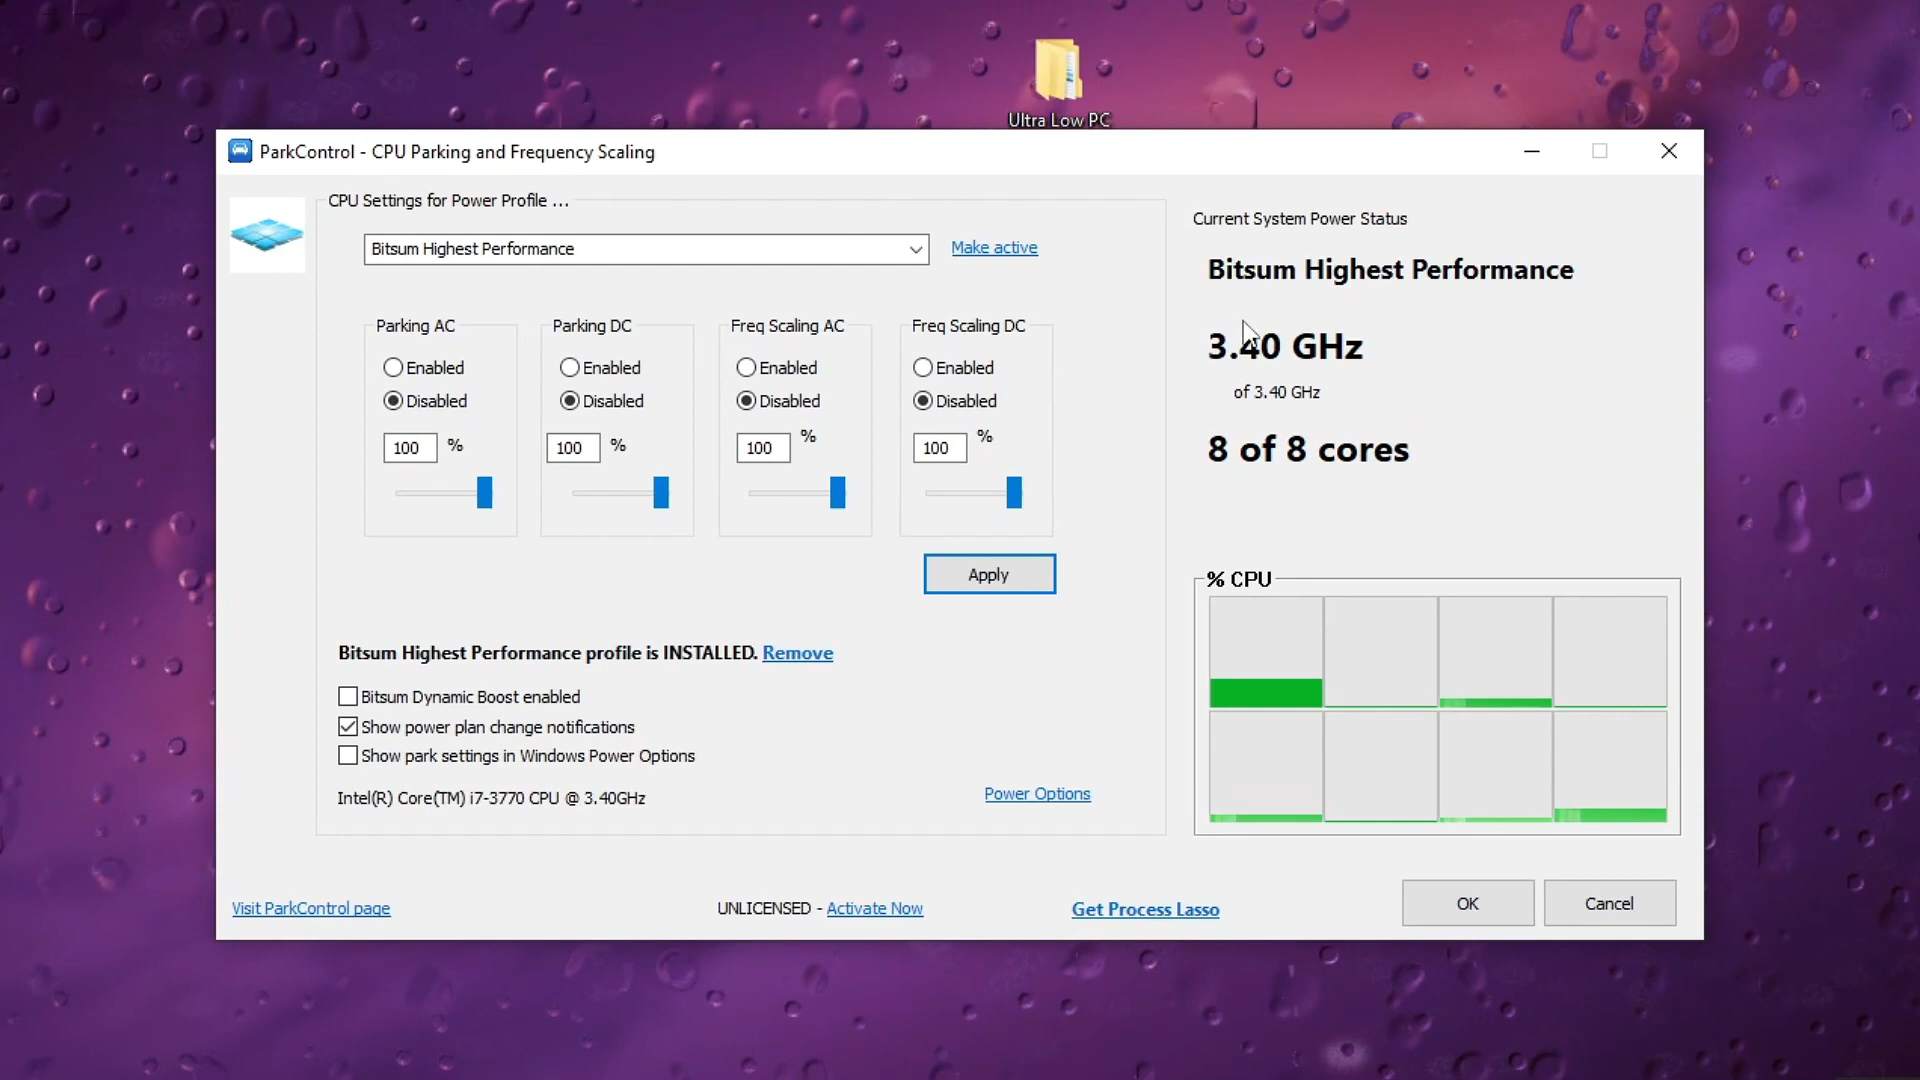 Ultra Low PC
ParkControl - CPU Parking and Frequency Scaling
CPU Settings for Power Profile ...
Bitsum Highest Performance
Make active
Parking AC
Enabled
Disabled
100 %
Parking DC
Enabled
Disabled
100 %
Freq Scaling AC
Enabled
Disabled
100 %
Freq Scaling DC
Enabled
Disabled
100 %
Apply
Bitsum Highest Performance profile is INSTALLED. Remove
Bitsum Dynamic Boost enabled
Show power plan change notifications
Show park settings in Windows Power Options
Intel(R) Core(TM) i7-3770 CPU @ 3.40GHz
Power Options
Current System Power Status
Bitsum Highest Performance
3.40 GHz
of 3.40 GHz
8 of 8 cores
% CPU
Visit ParkControl page
UNLICENSED - Activate Now
Get Process Lasso
OK
Cancel